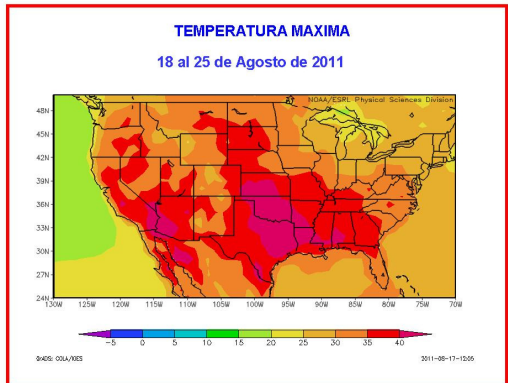 TEMPERATURA MAXIMA
18 al 25 de Agosto de 2011
NOAA/ESRL Physical Sciences Division
48N
45N
42N
39N
36N
33N
30N
27N
24N
130W 125W 120W 115W 110W 105W 100W 95W 90W 85W 80W 75W 70W
-5 0 5 10 15 20 25 30 35 40
GrADS: COLA/IGES
2011-08-17-12:05